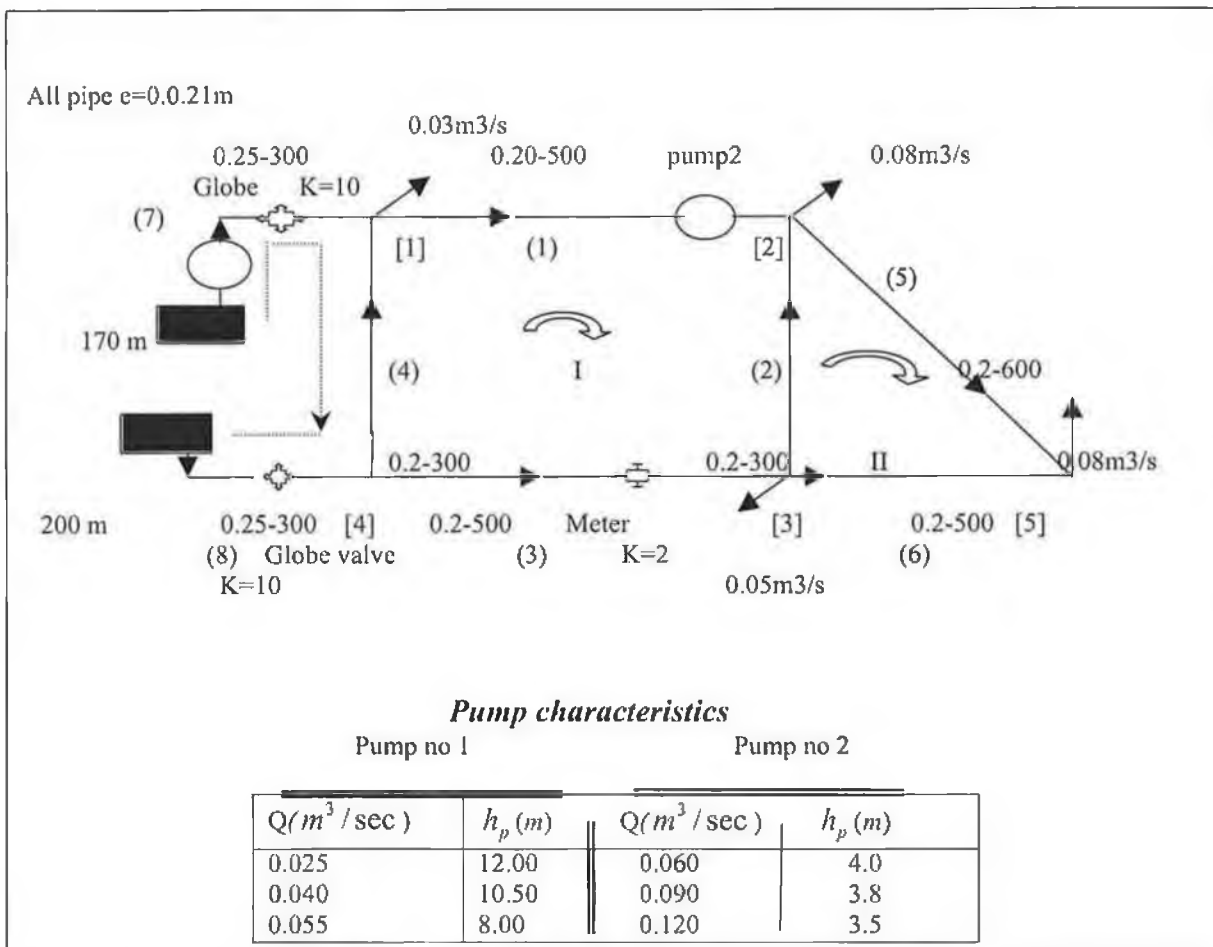 All pipe e=0.0.21m
0.03m3/s
0.25-300 0.20-500 pump2 0.08m3/s
Globe K=10
(7) [1] (1) [2] (5)
170 m
(4) I (2) 0.2-600
0.2-300 0.2-300 II 0.08m3/s
200 m 0.25-300 [4] 0.2-500 Meter [3] 0.2-500 [5]
(8) Globe valve (3) K=2 (6)
K=10 0.05m3/s
Pump characteristics
Pump no 1 Pump no 2
Q(m³/sec) hₚ(m) Q(m³/sec) hₚ(m)
0.025 12.00 0.060 4.0
0.040 10.50 0.090 3.8
0.055 8.00 0.120 3.5